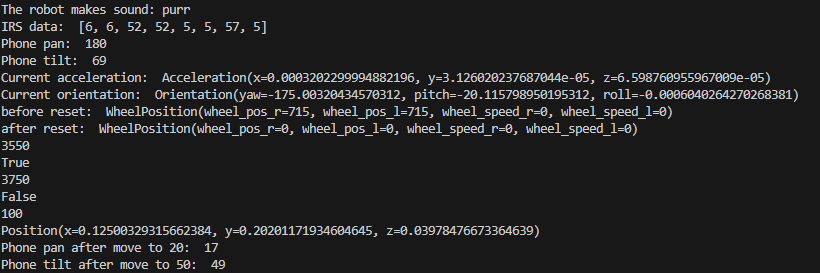 The robot makes sound: purr
IRS data:  [6, 6, 52, 52, 5, 5, 57, 5]
Phone pan:  180
Phone tilt:  69
Current acceleration:  Acceleration(x=0.0003202299994882196, y=3.126020237687044e-05, z=6.598760955967009e-05)
Current orientation:  Orientation(yaw=-175.00320434570312, pitch=-20.115798950195312, roll=-0.0006040264270268381)
before reset:  WheelPosition(wheel_pos_r=715, wheel_pos_l=715, wheel_speed_r=0, wheel_speed_l=0)
after reset:  WheelPosition(wheel_pos_r=0, wheel_pos_l=0, wheel_speed_r=0, wheel_speed_l=0)
3550
True
3750
False
100
Position(x=0.12500329315662384, y=0.20201171934604645, z=0.03978476673364639)
Phone pan after move to 20:  17
Phone tilt after move to 50:  49